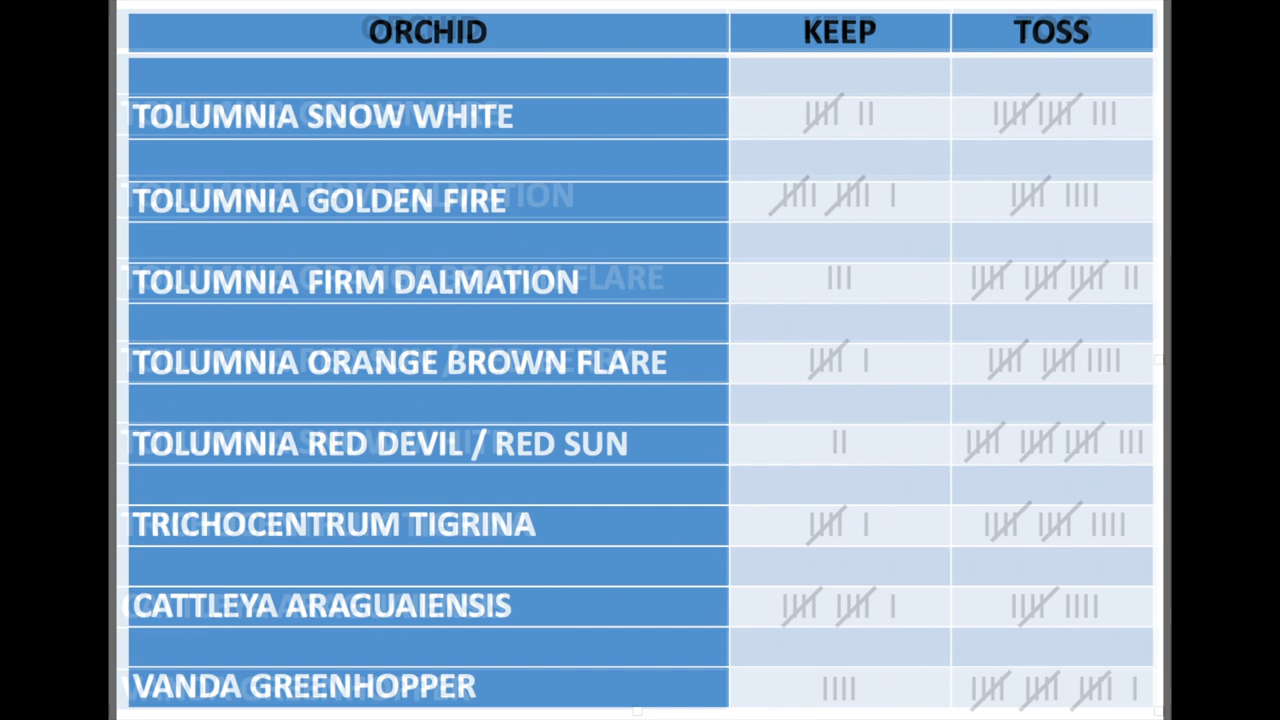 ORCHID KEEP TOSS
TOLUMNIA SNOW WHITE
TOLUMNIA GOLDEN FIRE
TOLUMNIA FIRM DALMATION
TOLUMNIA ORANGE BROWN FLARE
TOLUMNIA RED DEVIL / RED SUN
TRICHOCENTRUM TIGRINA
CATTLEYA ARAGUAIENSIS
VANDA GREENHOPPER